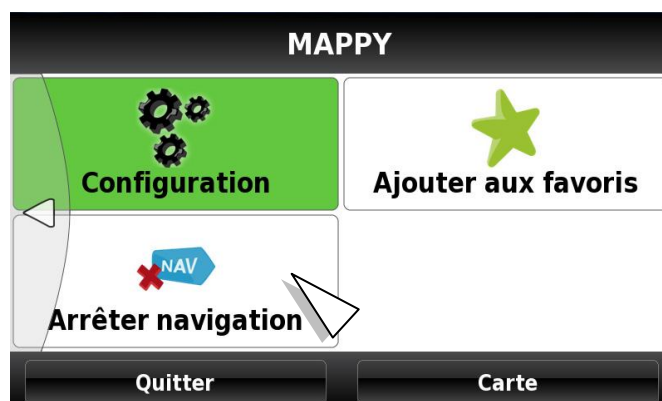 MAPPY
Configuration
Ajouter aux favoris
NAV
Arrêter navigation
Quitter
Carte